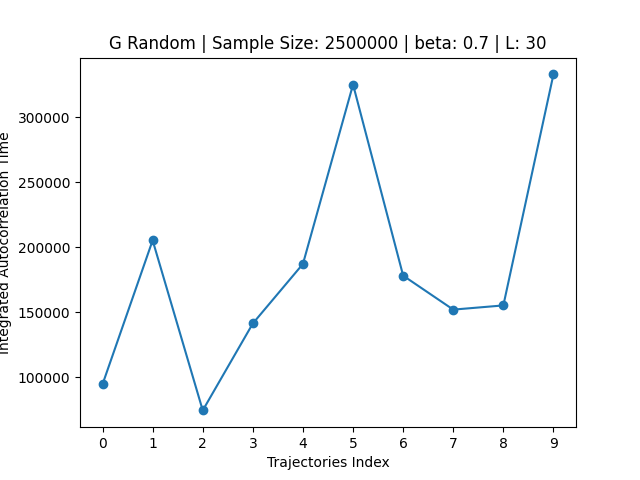 G Random | Sample Size: 2500000 | beta: 0.7 | L: 30
Integrated Autocorrelation Time
300000
250000
200000
150000
100000
0 1 2 3 4 5 6 7 8 9
Trajectories Index